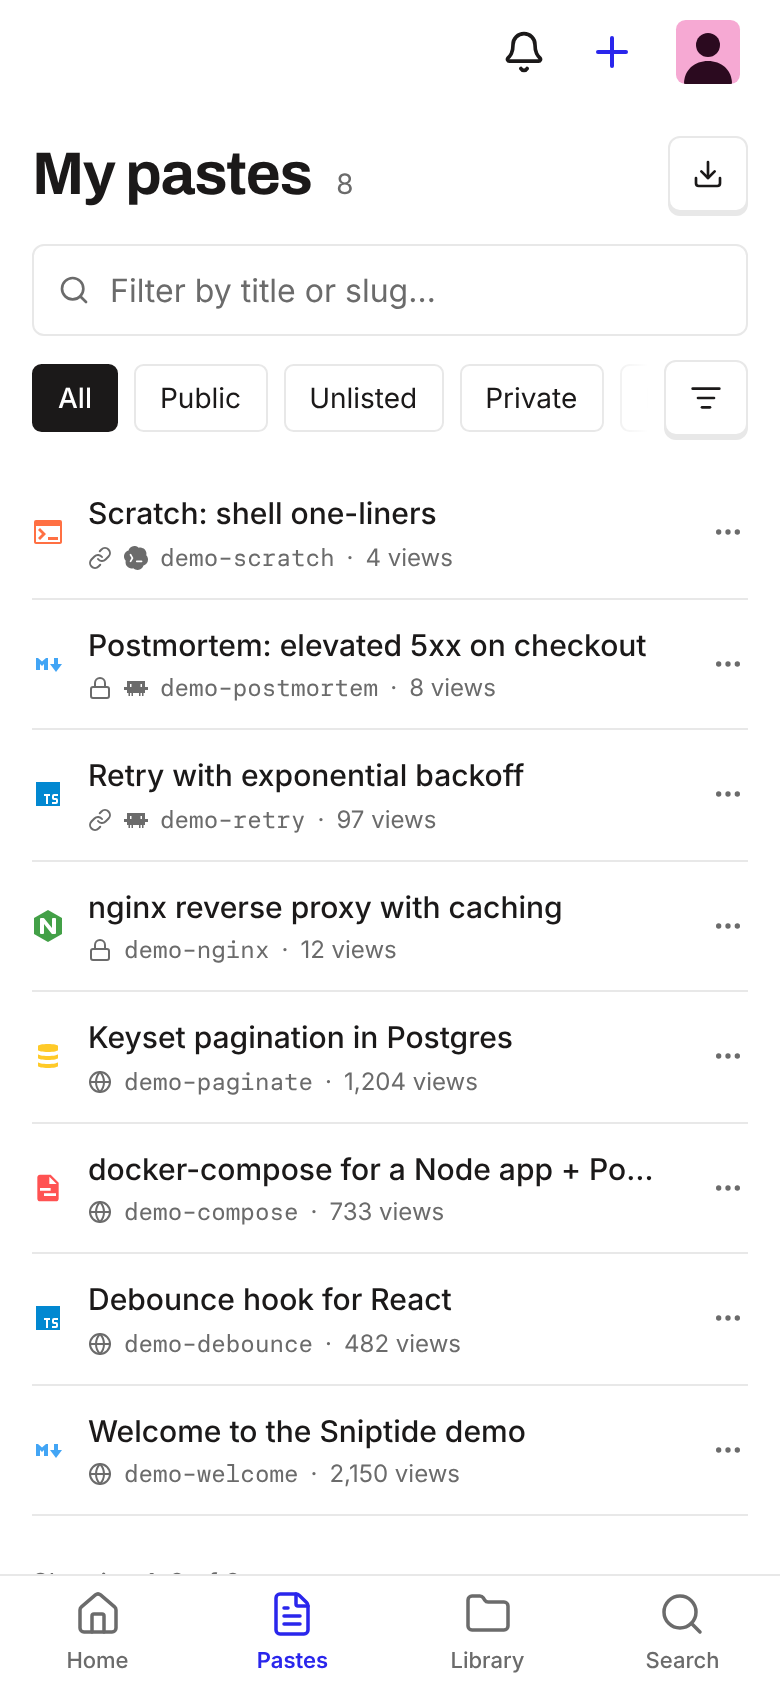 My pastes 8
Filter by title or slug...
All Public Unlisted Private
Scratch: shell one-liners
demo-scratch · 4 views
Postmortem: elevated 5xx on checkout
demo-postmortem · 8 views
Retry with exponential backoff
demo-retry · 97 views
nginx reverse proxy with caching
demo-nginx · 12 views
Keyset pagination in Postgres
demo-paginate · 1,204 views
docker-compose for a Node app + Po...
demo-compose · 733 views
Debounce hook for React
demo-debounce · 482 views
Welcome to the Sniptide demo
demo-welcome · 2,150 views
Home Pastes Library Search